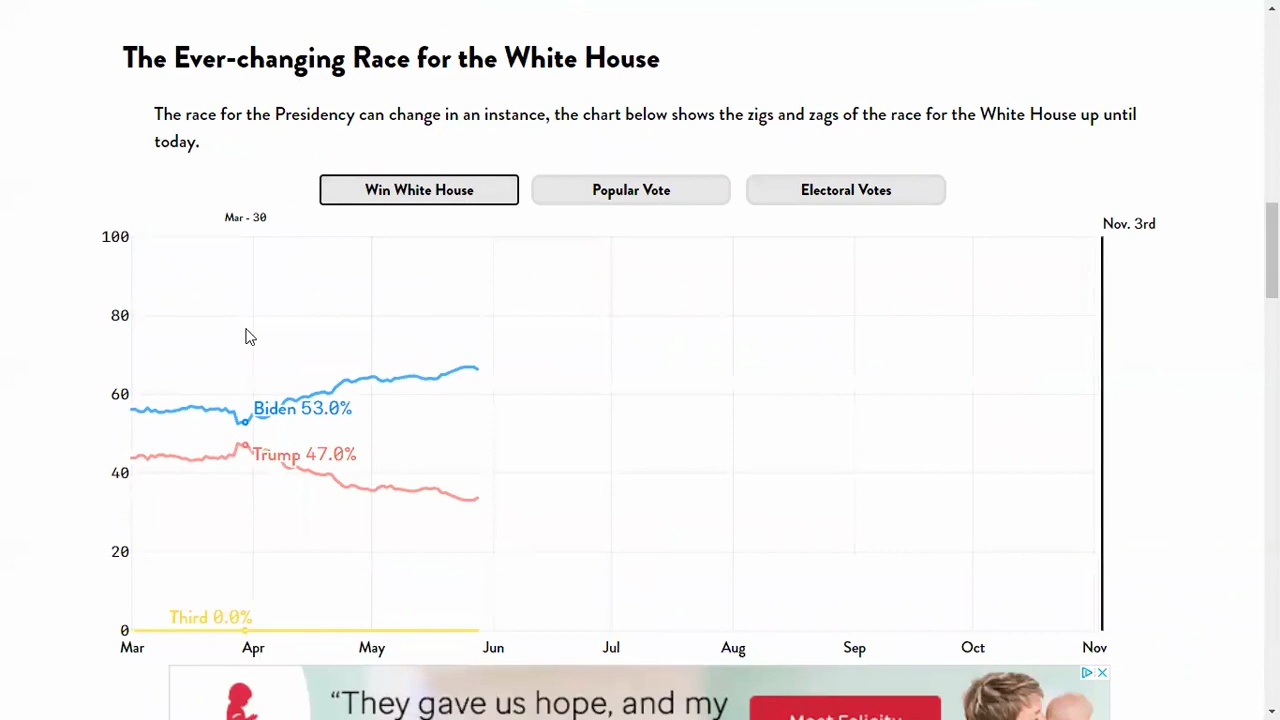 The Ever-changing Race for the White House
The race for the Presidency can change in an instance, the chart below shows the zigs and zags of the race for the White House up until
today.
Win White House Popular Vote Electoral Votes
Mar - 30
Nov. 3rd
100
80
60
Biden 53.0%
Trump 47.0%
40
20
Third 0.0%
0
Mar Apr May Jun Jul Aug Sep Oct Nov
“They gave us hope, and my
Meet Felicity